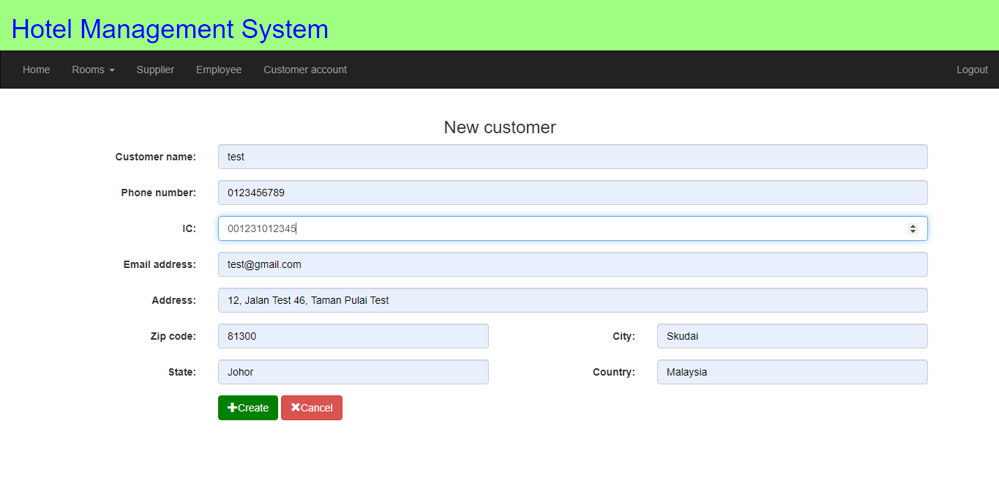 Hotel Management System
Home Rooms Supplier Employee Customer account Logout
New customer
Customer name: test
Phone number: 0123456789
IC: 001231012345
Email address: test@gmail.com
Address: 12, Jalan Test 46, Taman Pulai Test
Zip code: 81300 City: Skudai
State: Johor Country: Malaysia
Create Cancel